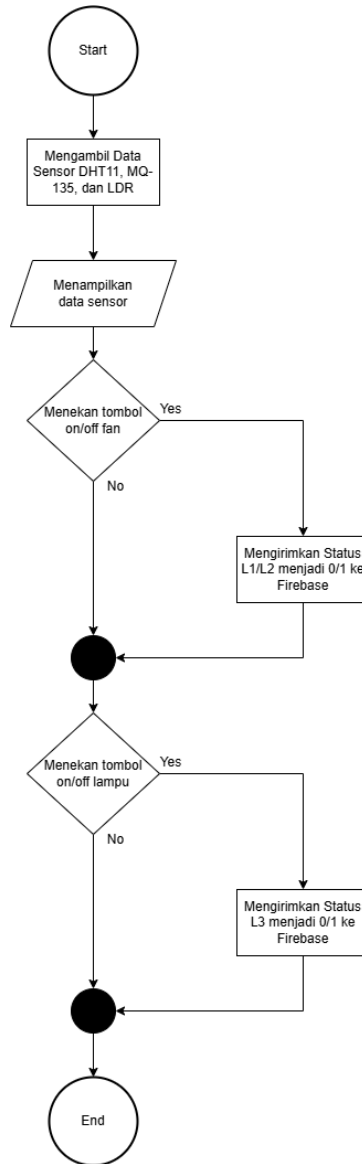 Start
Mengambil Data
Sensor DHT11, MQ-
135, dan LDR
Menampilkan
data sensor
Menekan tombol
on/off fan
Yes
No
Mengirimkan Status
L1/L2 menjadi 0/1 ke
Firebase
Menekan tombol
on/off lampu
Yes
No
Mengirimkan Status
L3 menjadi 0/1 ke
Firebase
End